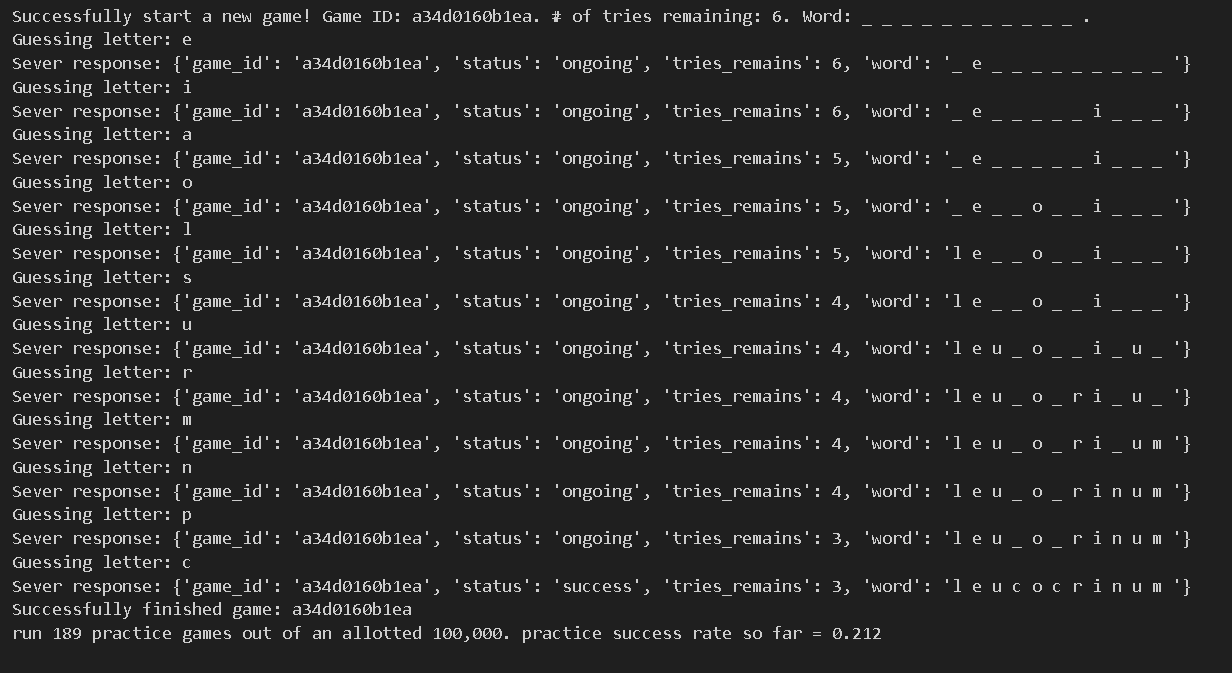 Successfully start a new game! Game ID: a34d0160b1ea. # of tries remaining: 6. Word: _ _ _ _ _ _ _ _ _ _ _ .
Guessing letter: e
Sever response: {'game_id': 'a34d0160b1ea', 'status': 'ongoing', 'tries_remains': 6, 'word': '_ e _ _ _ _ _ _ _ _ _ '}
Guessing letter: i
Sever response: {'game_id': 'a34d0160b1ea', 'status': 'ongoing', 'tries_remains': 6, 'word': '_ e _ _ _ _ _ i _ _ _ '}
Guessing letter: a
Sever response: {'game_id': 'a34d0160b1ea', 'status': 'ongoing', 'tries_remains': 5, 'word': '_ e _ _ _ _ _ i _ _ _ '}
Guessing letter: o
Sever response: {'game_id': 'a34d0160b1ea', 'status': 'ongoing', 'tries_remains': 5, 'word': '_ e _ _ o _ _ i _ _ _ '}
Guessing letter: l
Sever response: {'game_id': 'a34d0160b1ea', 'status': 'ongoing', 'tries_remains': 5, 'word': 'l e _ _ o _ _ i _ _ _ '}
Guessing letter: s
Sever response: {'game_id': 'a34d0160b1ea', 'status': 'ongoing', 'tries_remains': 4, 'word': 'l e _ _ o _ _ i _ _ _ '}
Guessing letter: u
Sever response: {'game_id': 'a34d0160b1ea', 'status': 'ongoing', 'tries_remains': 4, 'word': 'l e u _ o _ _ i _ u _ '}
Guessing letter: r
Sever response: {'game_id': 'a34d0160b1ea', 'status': 'ongoing', 'tries_remains': 4, 'word': 'l e u _ o _ r i _ u _ '}
Guessing letter: m
Sever response: {'game_id': 'a34d0160b1ea', 'status': 'ongoing', 'tries_remains': 4, 'word': 'l e u _ o _ r i _ u m '}
Guessing letter: n
Sever response: {'game_id': 'a34d0160b1ea', 'status': 'ongoing', 'tries_remains': 4, 'word': 'l e u _ o _ r i n u m '}
Guessing letter: p
Sever response: {'game_id': 'a34d0160b1ea', 'status': 'ongoing', 'tries_remains': 3, 'word': 'l e u _ o _ r i n u m '}
Guessing letter: c
Sever response: {'game_id': 'a34d0160b1ea', 'status': 'success', 'tries_remains': 3, 'word': 'l e u c o c r i n u m '}
Successfully finished game: a34d0160b1ea
run 189 practice games out of an allotted 100,000. practice success rate so far = 0.212